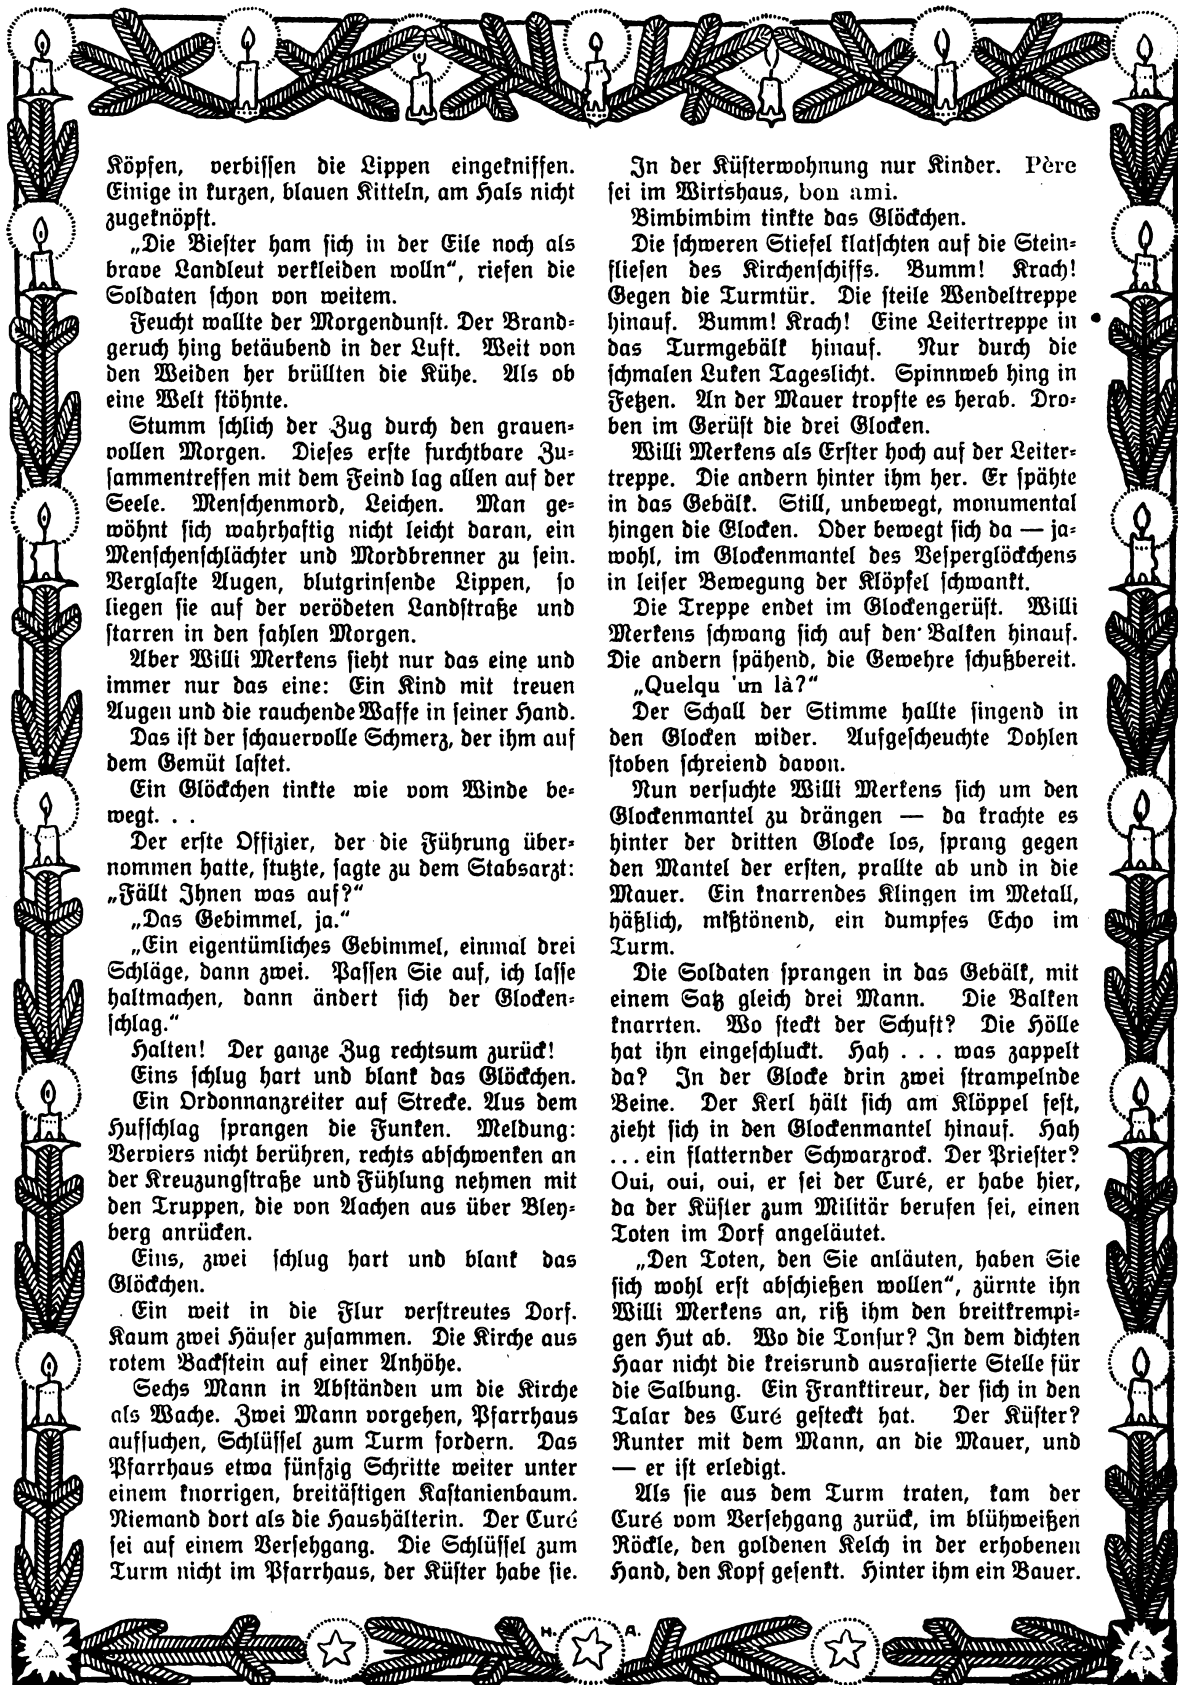 Köpfen, verbissen die Lippen eingekniffen.
Einige in kurzen, blauen Kitteln, am Hals nicht
zugeknöpft.
„Die Biester ham sich in der Eile noch als
brave Landleut verkleiden wolln“, riefen die
Soldaten schon von weitem.
Feucht wallte der Morgendunst. Der Brand-
geruch hing betäubend in der Luft. Weit von
den Weiden her brüllten die Kühe. Als ob
eine Welt stöhnte.
Stumm schlich der Zug durch den grauen-
vollen Morgen. Dieses erste furchtbare Zu-
sammentreffen mit dem Feind lag allen auf der
Seele. Menschenmord, Leichen. Man ge-
wöhnt sich wahrhaftig nicht leicht daran, ein
Menschenschlächter und Mordbrenner zu sein.
Verglaste Augen, blutgrinsende Lippen, so
liegen sie auf der verödeten Landstraße und
starren in den fahlen Morgen.
Aber Willi Merkens sieht nur das eine und
immer nur das eine: Ein Kind mit treuen
Augen und die rauchende Waffe in seiner Hand.
Das ist der schauervolle Schmerz, der ihm auf
dem Gemüt lastet.
Ein Glöckchen tinkte wie vom Winde be-
wegt. . .
Der erste Offizier, der die Führung über-
nommen hatte, stutzte, sagte zu dem Stabsarzt:
„Fällt Ihnen was auf?“
„Das Gebimmel, ja.“
„Ein eigentümliches Gebimmel, einmal drei
Schläge, dann zwei. Passen Sie auf, ich lasse
haltmachen, dann ändert sich der Glocken-
schlag.“
Halten! Der ganze Zug rechtsum zurück!
Eins schlug hart und blank das Glöckchen.
Ein Ordonnanzreiter auf Strecke. Aus dem
Hufschlag sprangen die Funken. Meldung:
Verviers nicht berühren, rechts abschwenken an
der Kreuzungstraße und Fühlung nehmen mit
den Truppen, die von Aachen aus über Bley-
berg anrücken.
Eins, zwei schlug hart und blank das
Glöckchen.
Ein weit in die Flur verstreutes Dorf.
Kaum zwei Häuser zusammen. Die Kirche aus
rotem Backstein auf einer Anhöhe.
Sechs Mann in Abständen um die Kirche
als Wache. Zwei Mann vorgehen, Pfarrhaus
aufsuchen, Schlüssel zum Turm fordern. Das
Pfarrhaus etwa fünfzig Schritte weiter unter
einem knorrigen, breitästigen Kastanienbaum.
Niemand dort als die Haushälterin. Der Curé
sei auf einem Versehgang. Die Schlüssel zum
Turm nicht im Pfarrhaus, der Küster habe sie.
In der Küsterwohnung nur Kinder. Père
sei im Wirtshaus, bon ami.
Bimbimbim tinkte das Glöckchen.
Die schweren Stiefel klatschten auf die Stein-
fliesen des Kirchenschiffs. Bumm! Krach!
Gegen die Turmtür. Die steile Wendeltreppe
hinauf. Bumm! Krach! Eine Leitertreppe in
das Turmgebälk hinauf. Nur durch die
schmalen Luken Tageslicht. Spinnweb hing in
Fetzen. An der Mauer tropfte es herab. Dro-
ben im Gerüst die drei Glocken.
Willi Merkens als Erster hoch auf der Leiter-
treppe. Die andern hinter ihm her. Er spähte
in das Gebälk. Still, unbewegt, monumental
hingen die Glocken. Oder bewegt sich da — ja-
wohl, im Glockenmantel des Vesperglöckchens
in leiser Bewegung der Klöpfel schwankt.
Die Treppe endet im Glockengerüst. Willi
Merkens schwang sich auf den Balken hinauf.
Die andern spähend, die Gewehre schußbereit.
„Quelqu 'un là?“
Der Schall der Stimme hallte singend in
den Glocken wider. Aufgescheuchte Dohlen
stoben schreiend davon.
Nun versuchte Willi Merkens sich um den
Glockenmantel zu drängen — da krachte es
hinter der dritten Glocke los, sprang gegen
den Mantel der ersten, prallte ab und in die
Mauer. Ein knarrendes Klingen im Metall,
häßlich, mißtönend, ein dumpfes Echo im
Turm.
Die Soldaten sprangen in das Gebälk, mit
einem Satz gleich drei Mann. Die Balken
knarrten. Wo steckt der Schuft? Die Hölle
hat ihn eingeschluckt. Hah . . . was zappelt
da? In der Glocke drin zwei strampelnde
Beine. Der Kerl hält sich am Klöppel fest,
zieht sich in den Glockenmantel hinauf. Hah
. . . ein flatternder Schwarzrock. Der Priester?
Oui, oui, oui, er sei der Curé, er habe hier,
da der Küster zum Militär berufen sei, einen
Toten im Dorf angeläutet.
„Den Toten, den Sie anläuten, haben Sie
sich wohl erst abschießen wollen“, zürnte ihn
Willi Merkens an, riß ihm den breitkrempi-
gen Hut ab. Wo die Tonsur? In dem dichten
Haar nicht die kreisrund ausrasierte Stelle für
die Salbung. Ein Franktireur, der sich in den
Talar des Curé gesteckt hat. Der Küster?
Runter mit dem Mann, an die Mauer, und
— er ist erledigt.
Als sie aus dem Turm traten, kam der
Curé vom Versehgang zurück, im blühweißen
Röckle, den goldenen Kelch in der erhobenen
Hand, den Kopf gesenkt. Hinter ihm ein Bauer.
H. A.